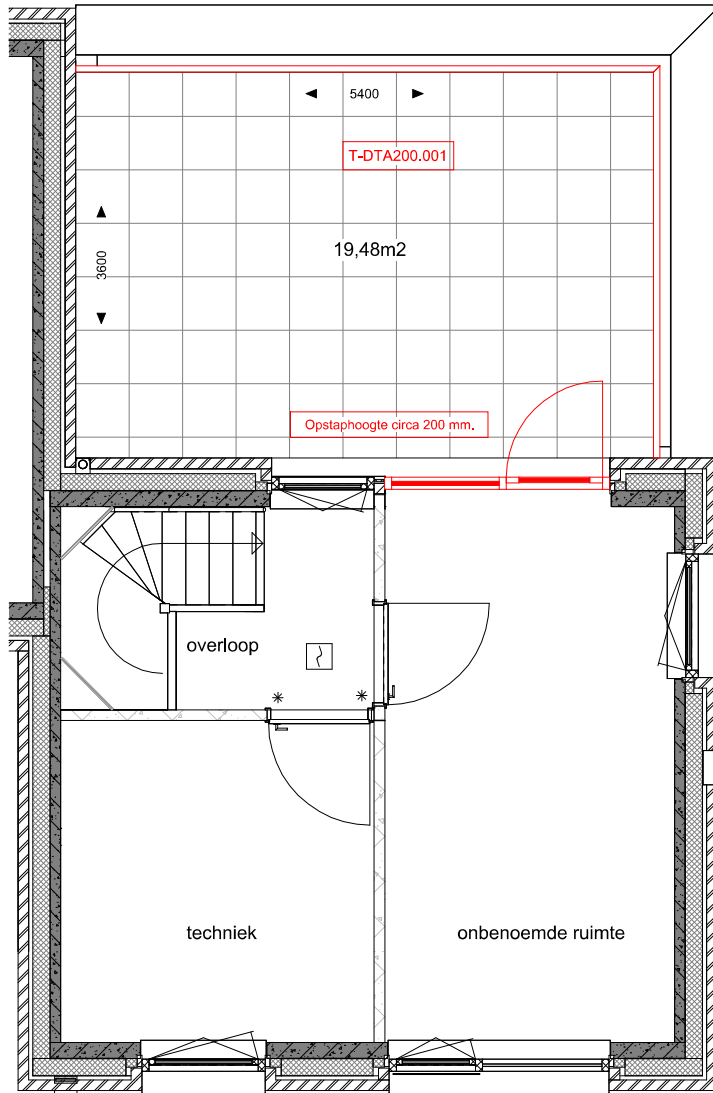 5400
T-DTA200.001
19,48m2
3600
Opstaphoogte circa 200 mm.
overloop
techniek
onbenoemde ruimte